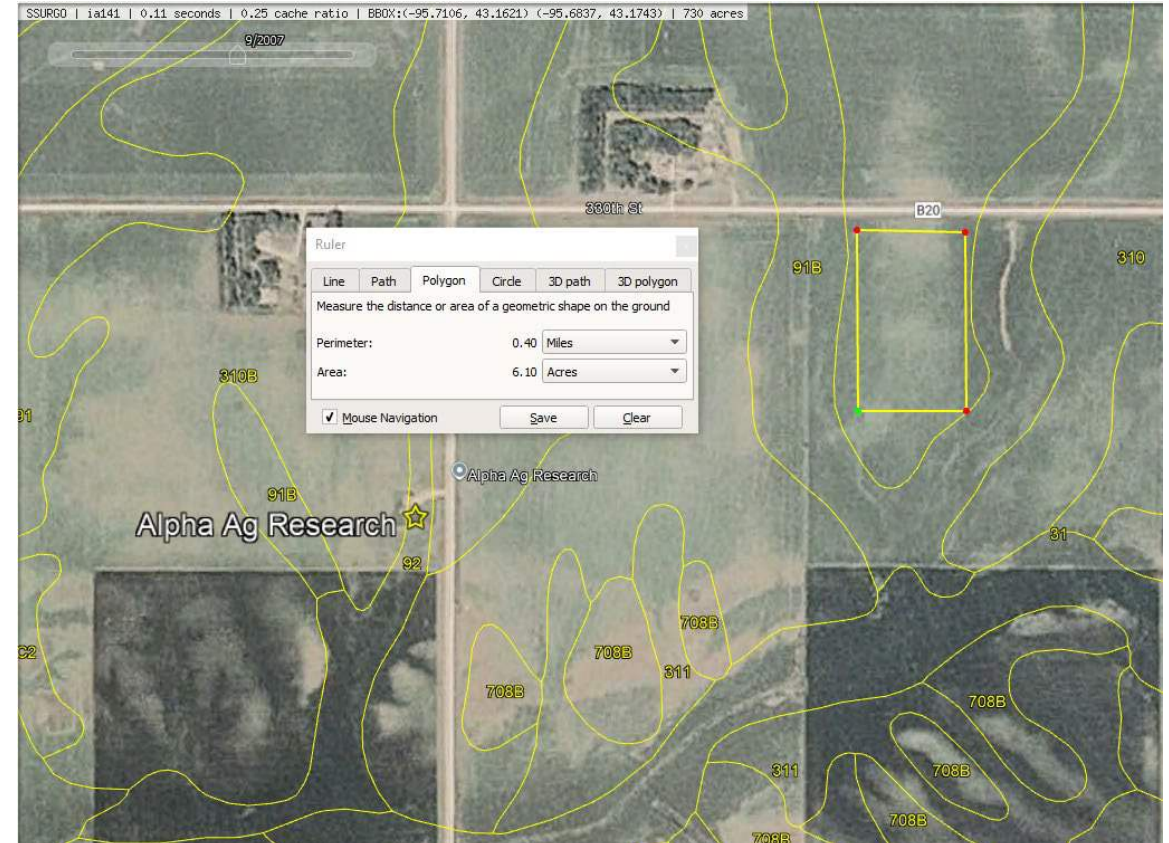 SSURGO | ia141 | 0.11 seconds | 0.25 cache ratio | BBOX:(-95.7106, 43.1621) (-95.6837, 43.1743) | 730 acres
9/2007
330th St
B20
Ruler
Line Path Polygon Circle 3D path 3D polygon
Measure the distance or area of a geometric shape on the ground
Perimeter: 0.40 Miles
Area: 6.10 Acres
Mouse Navigation Save Clear
91B
310
310B
91
Alpha Ag Research
91B
Alpha Ag Research
92
31
C2
708B
708B
311
708B
708B
311
708B
708B
708B